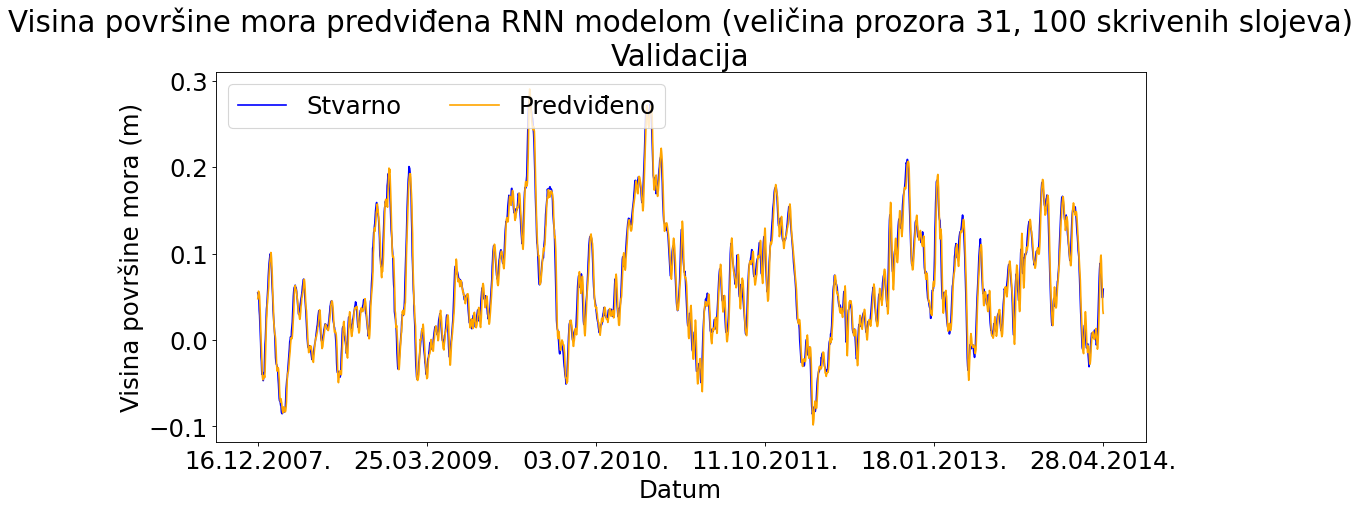 Visina površine mora predviđena RNN modelom (veličina prozora 31, 100 skrivenih slojeva)
Validacija
Stvarno Predviđeno
Visina površine mora (m)
0.3
0.2
0.1
0.0
−0.1
16.12.2007. 25.03.2009. 03.07.2010. 11.10.2011. 18.01.2013. 28.04.2014.
Datum